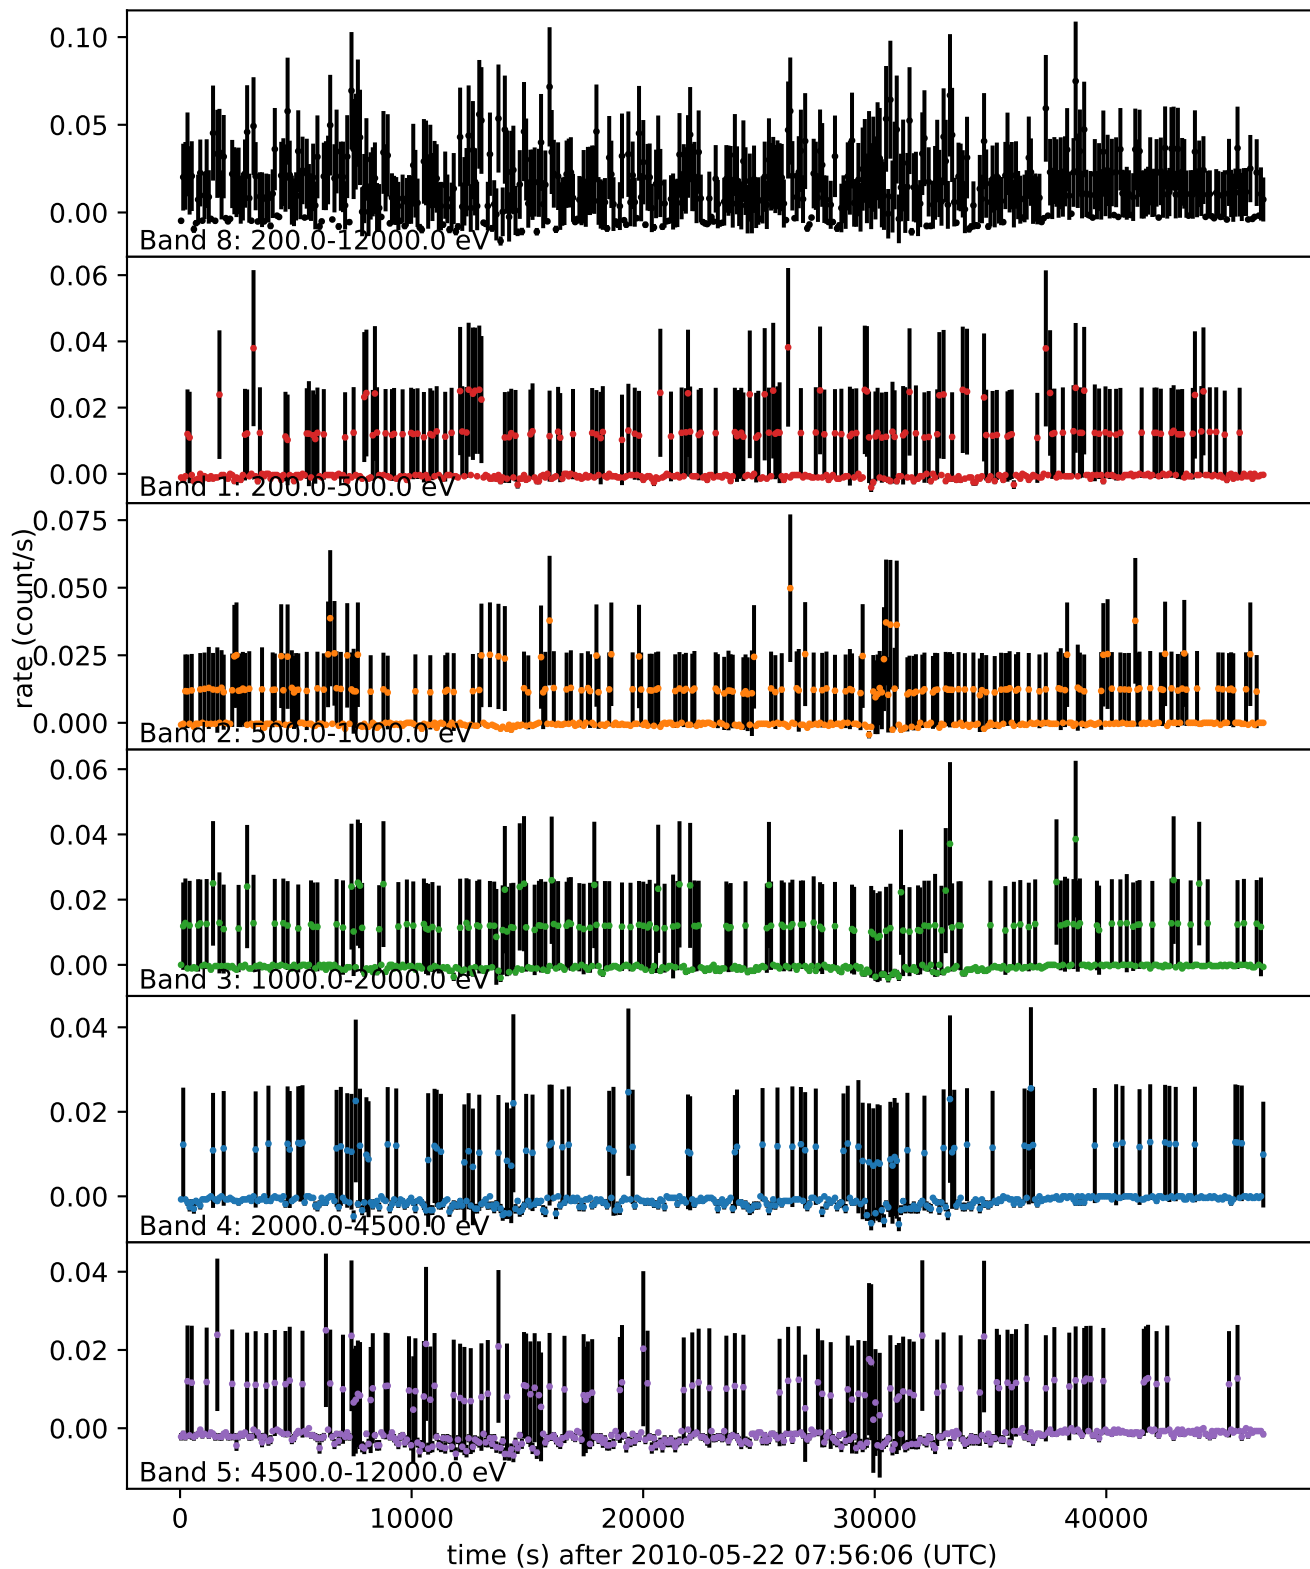 0.10
0.05
0.00
Band 8: 200.0-12000.0 eV
0.06
0.04
0.02
0.00
Band 1: 200.0-500.0 eV
rate (count/s)
0.075
0.050
0.025
0.000
Band 2: 500.0-1000.0 eV
0.06
0.04
0.02
0.00
Band 3: 1000.0-2000.0 eV
0.04
0.02
0.00
Band 4: 2000.0-4500.0 eV
0.04
0.02
0.00
Band 5: 4500.0-12000.0 eV
0 10000 20000 30000 40000
time (s) after 2010-05-22 07:56:06 (UTC)